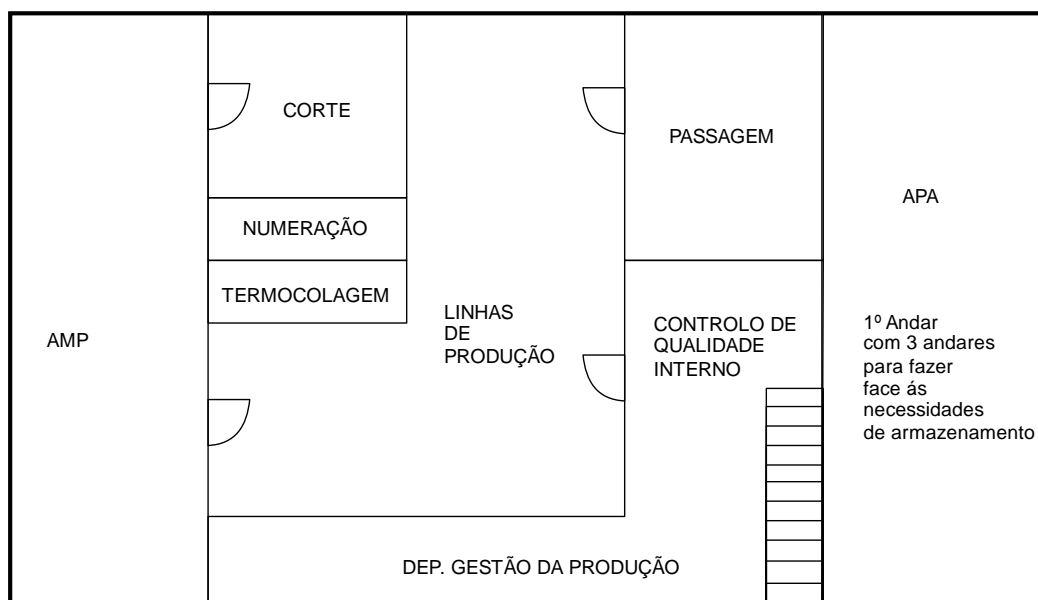 CORTE
PASSAGEM
APA
NUMERAÇÃO
TERMOCOLAGEM
AMP
LINHAS
DE
PRODUÇÃO
CONTROLO DE
QUALIDADE
INTERNO
1º Andar
com 3 andares
para fazer
face ás
necessidades
de armazenamento
DEP. GESTÃO DA PRODUÇÃO